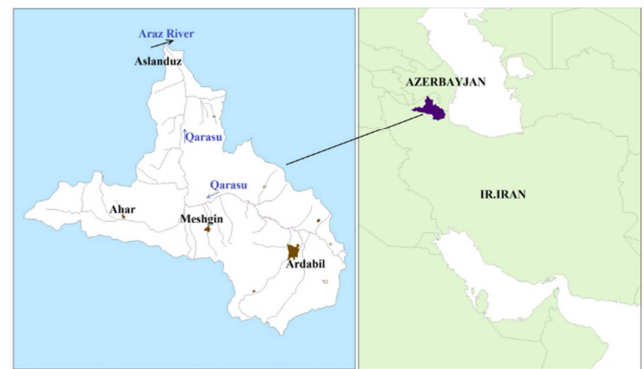 Araz River
Aslanduz
Qarasu
Qarasu
Ahar
Meshgin
Ardabil
AZERBAYJAN
IR.IRAN